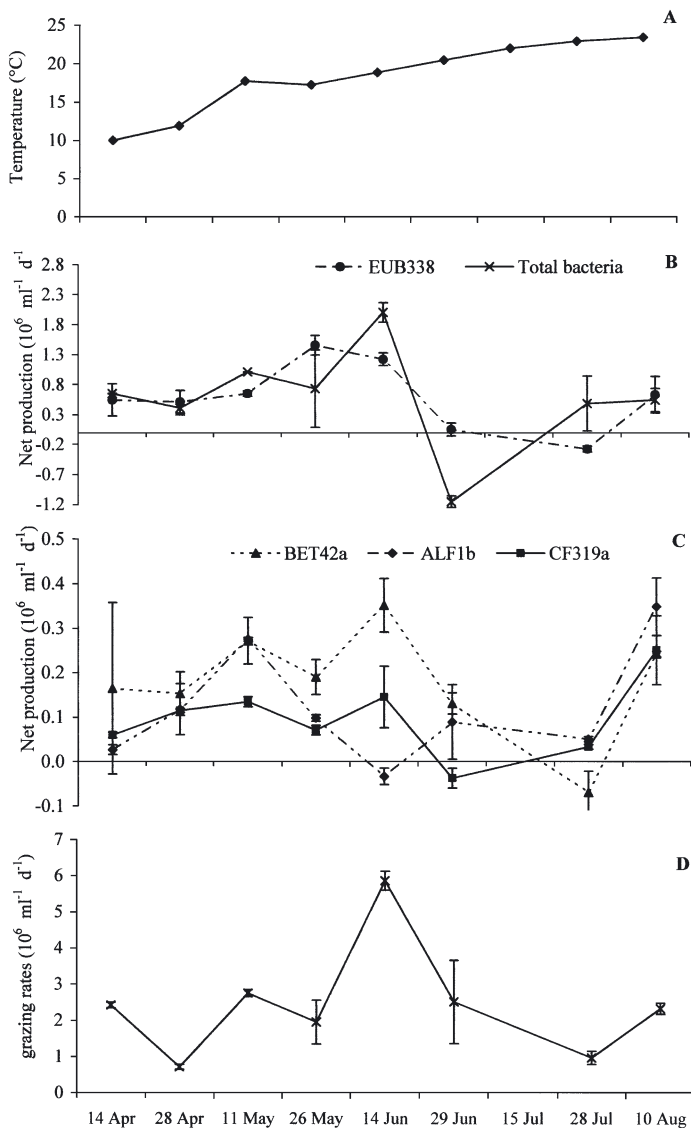 A
25
20
15
10
5
0
Temperature (°C)
B
EUB338 Total bacteria
2.8
2.3
1.8
1.3
0.8
0.3
-0.2
-0.7
-1.2
Net production (10⁶ ml⁻¹ d⁻¹)
C
BET42a ALF1b CF319a
0.5
0.4
0.3
0.2
0.1
0.0
-0.1
Net production (10⁶ ml⁻¹ d⁻¹)
D
7
6
5
4
3
2
1
0
grazing rates (10⁶ ml⁻¹ d⁻¹)
14 Apr 28 Apr 11 May 26 May 14 Jun 29 Jun 15 Jul 28 Jul 10 Aug